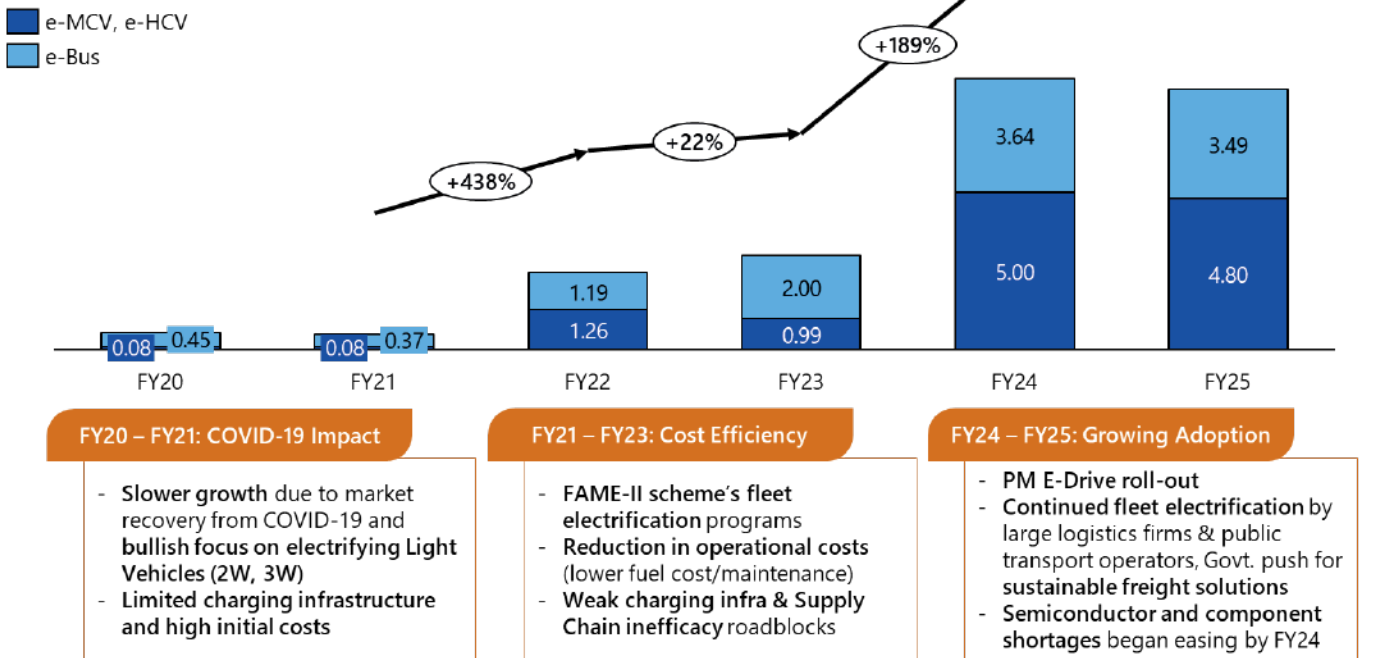 e-MCV, e-HCV
e-Bus
+438%
+22%
+189%
0.08
0.45
0.08
0.37
1.19
1.26
2.00
0.99
3.64
5.00
3.49
4.80
FY20
FY21
FY22
FY23
FY24
FY25
FY20 – FY21: COVID-19 Impact
- Slower growth due to market
recovery from COVID-19 and
bullish focus on electrifying Light
Vehicles (2W, 3W)
- Limited charging infrastructure
and high initial costs
FY21 – FY23: Cost Efficiency
- FAME-II scheme's fleet
electrification programs
- Reduction in operational costs
(lower fuel cost/maintenance)
- Weak charging infra & Supply
Chain inefficacy roadblocks
FY24 – FY25: Growing Adoption
- PM E-Drive roll-out
- Continued fleet electrification by
large logistics firms & public
transport operators, Govt. push for
sustainable freight solutions
- Semiconductor and component
shortages began easing by FY24